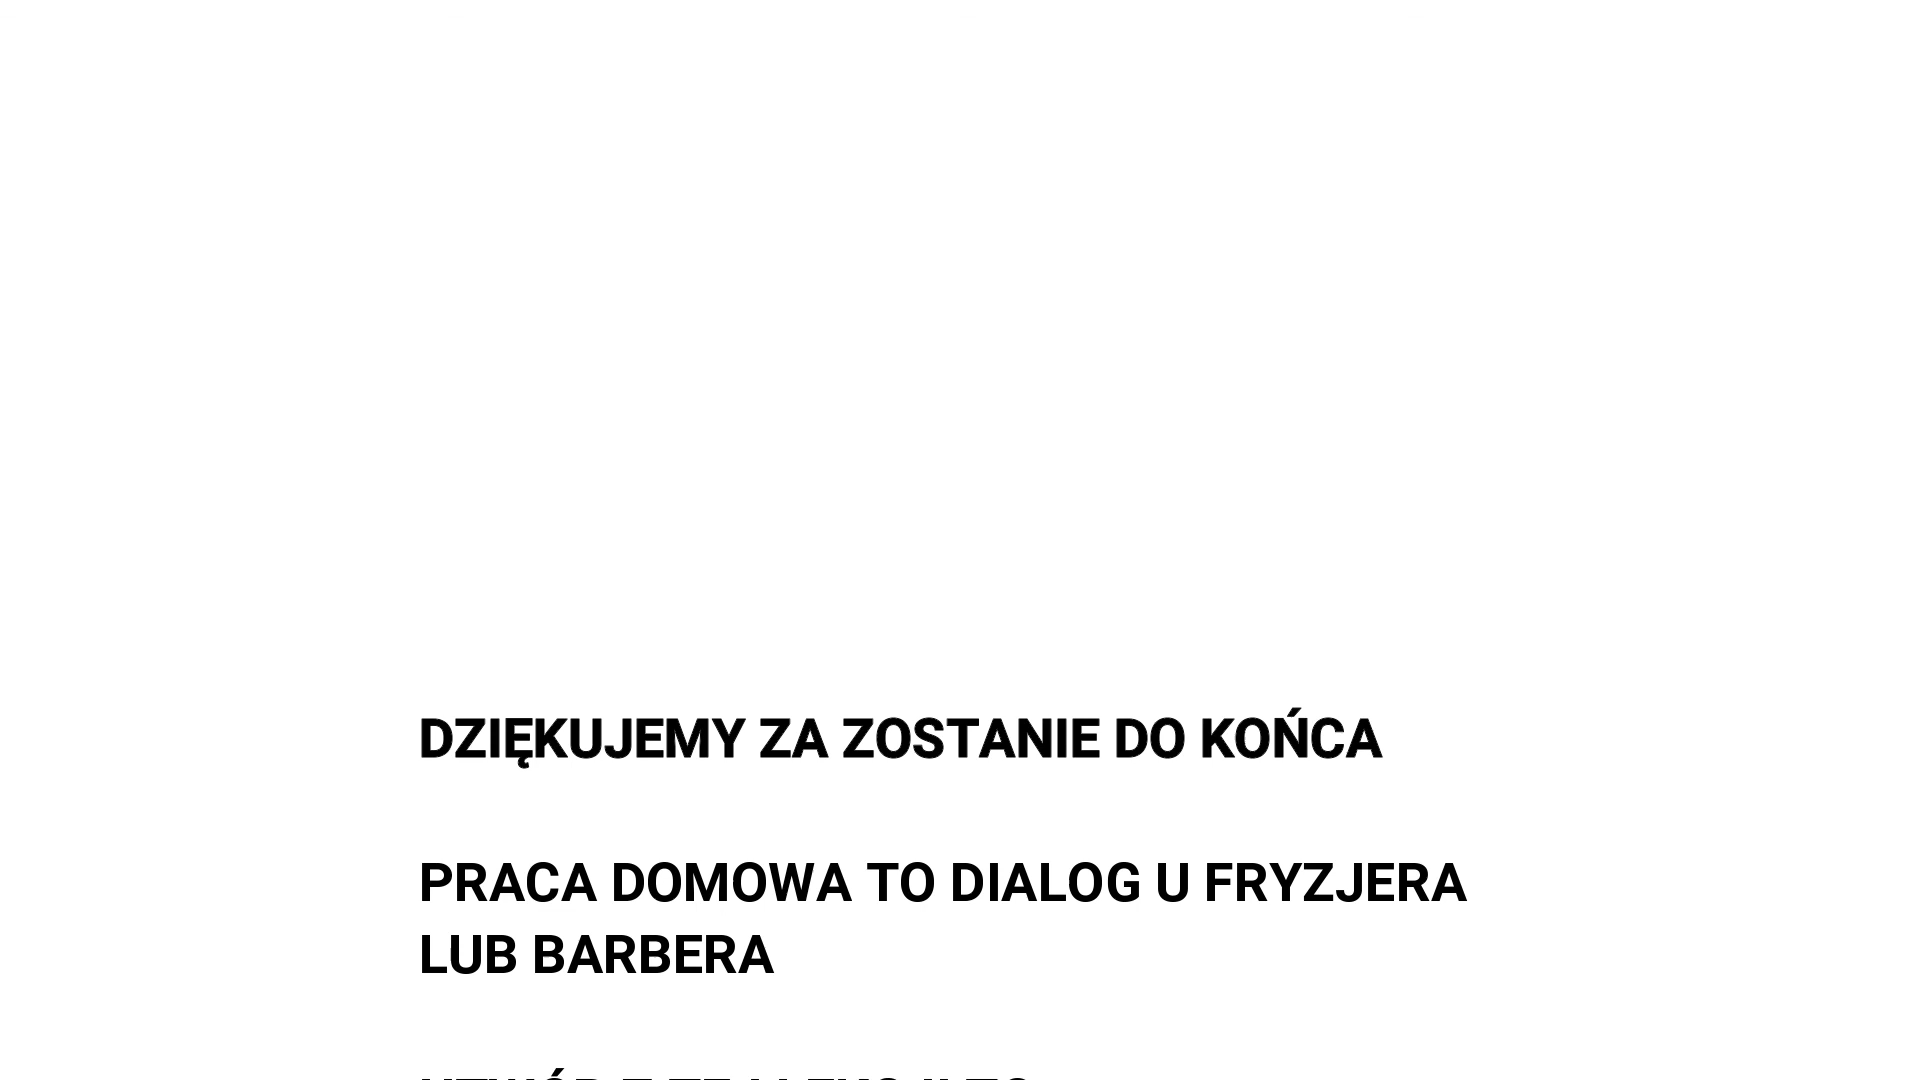 DZIĘKUJEMY ZA ZOSTANIE DO KOŃCA
PRACA DOMOWA TO DIALOG U FRYZJERA
LUB BARBERA